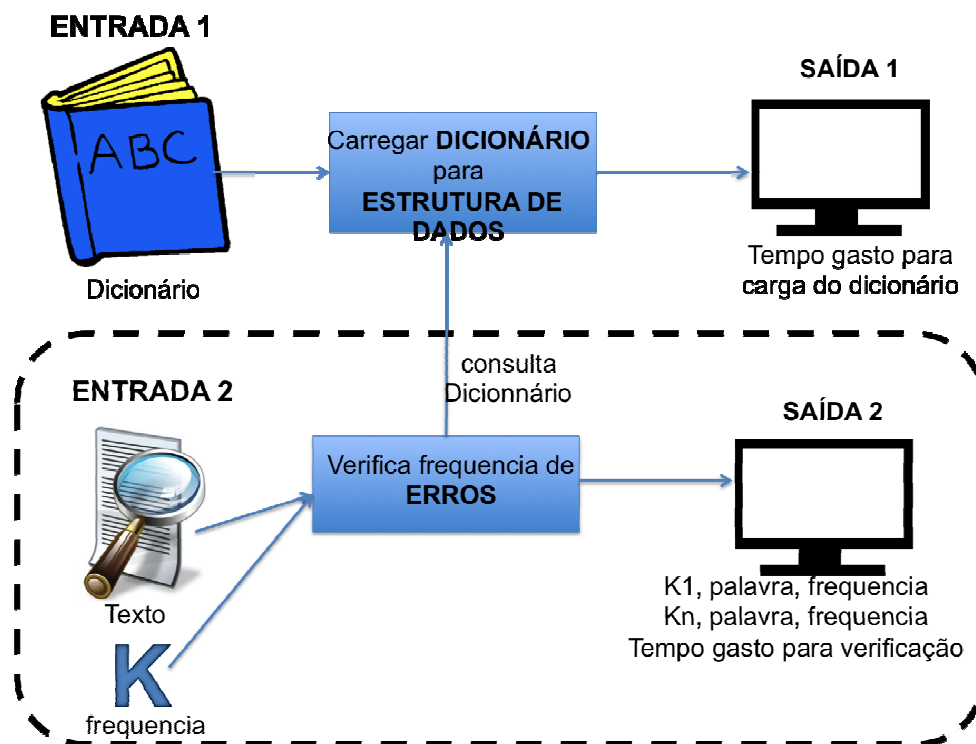 ENTRADA 1
ABC
Dicionário
Carregar DICIONÁRIO
para
ESTRUTURA DE
DADOS
SAÍDA 1
Tempo gasto para
carga do dicionário
consulta
Dicionnário
ENTRADA 2
Texto
K
frequencia
Verifica frequencia de
ERROS
SAÍDA 2
K1, palavra, frequencia
Kn, palavra, frequencia
Tempo gasto para verificação